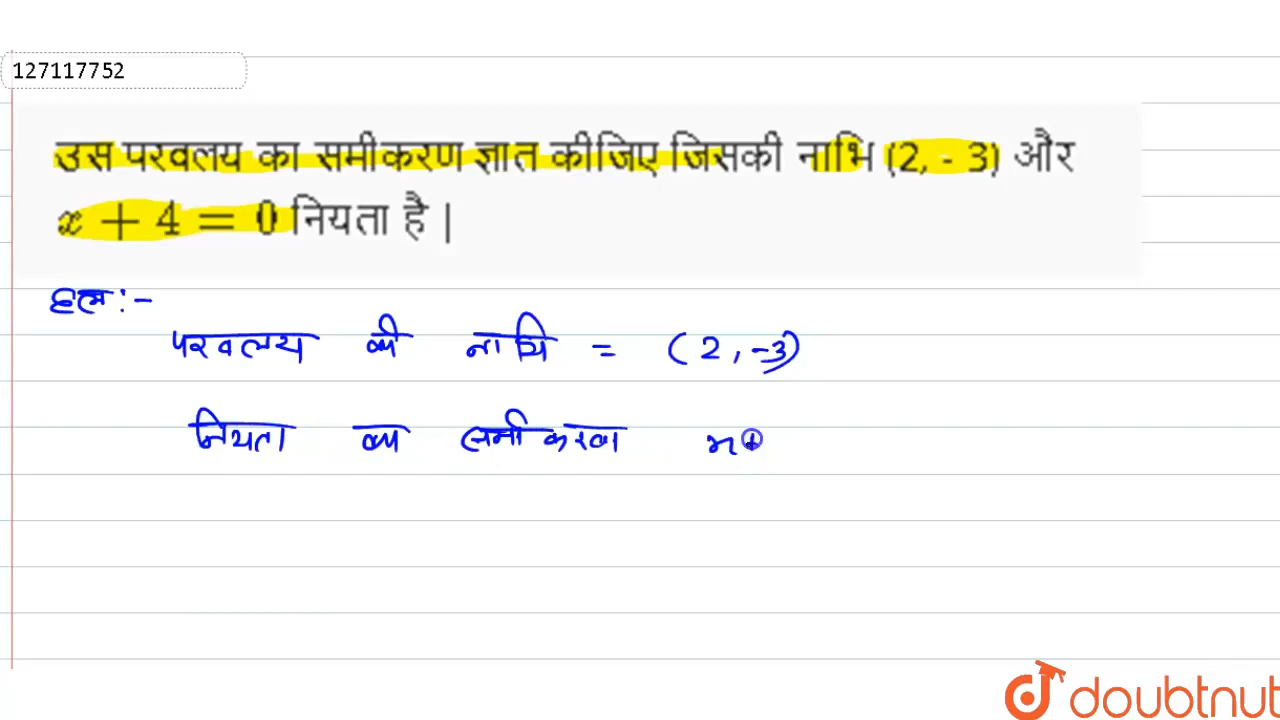 127117752
उस परवलय का समीकरण ज्ञात कीजिए जिसकी नाभि (2, - 3) और
x + 4 = 0 नियता है |
हल :-
परवलय की नाभि = (2, -3)
नियता का समीकरण x+
doubtnut